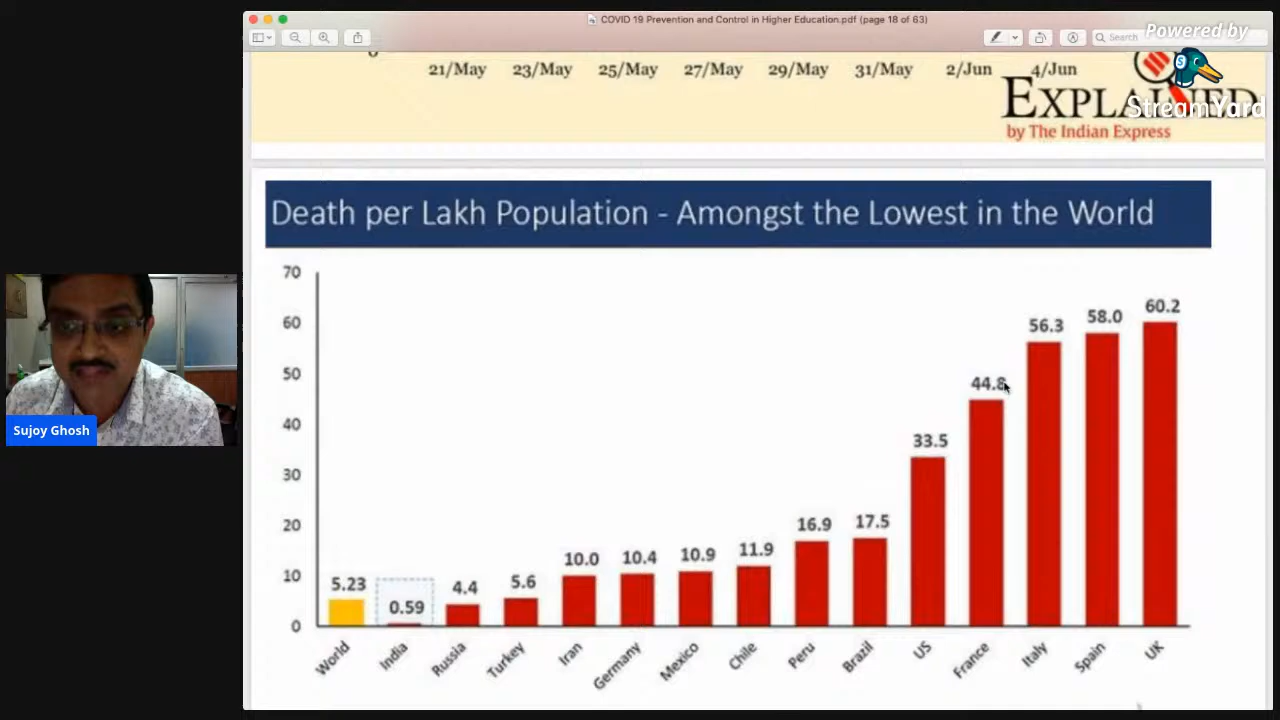 COVID 19 Prevention and Control in Higher Education.pdf (page 18 of 63)
Search
Powered by
StreamYard
21/May 23/May 25/May 27/May 29/May 31/May 2/Jun 4/Jun
EXPLAINED
by The Indian Express
Death per Lakh Population - Amongst the Lowest in the World
70
60
50
40
30
20
10
0
5.23
0.59
4.4
5.6
10.0
10.4
10.9
11.9
16.9
17.5
33.5
44.8
56.3
58.0
60.2
World
India
Russia
Turkey
Iran
Germany
Mexico
Chile
Peru
Brazil
US
France
Italy
Spain
UK
Sujoy Ghosh